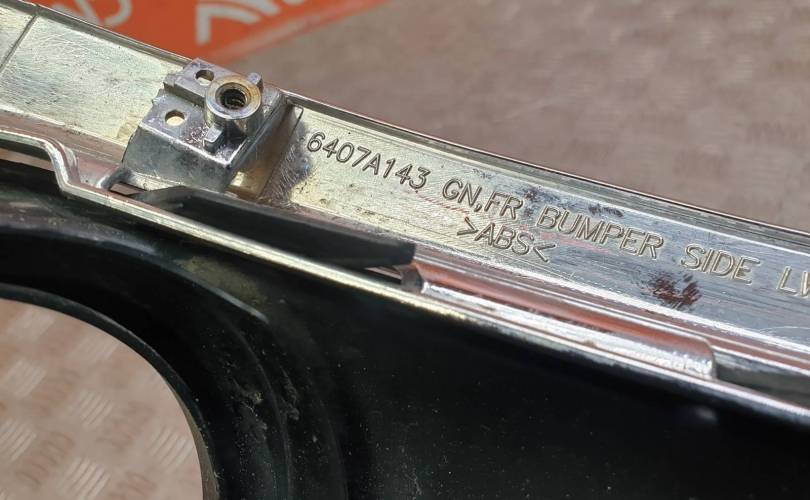 6407A143 GN,FR BUMPER SIDE
>ABS<